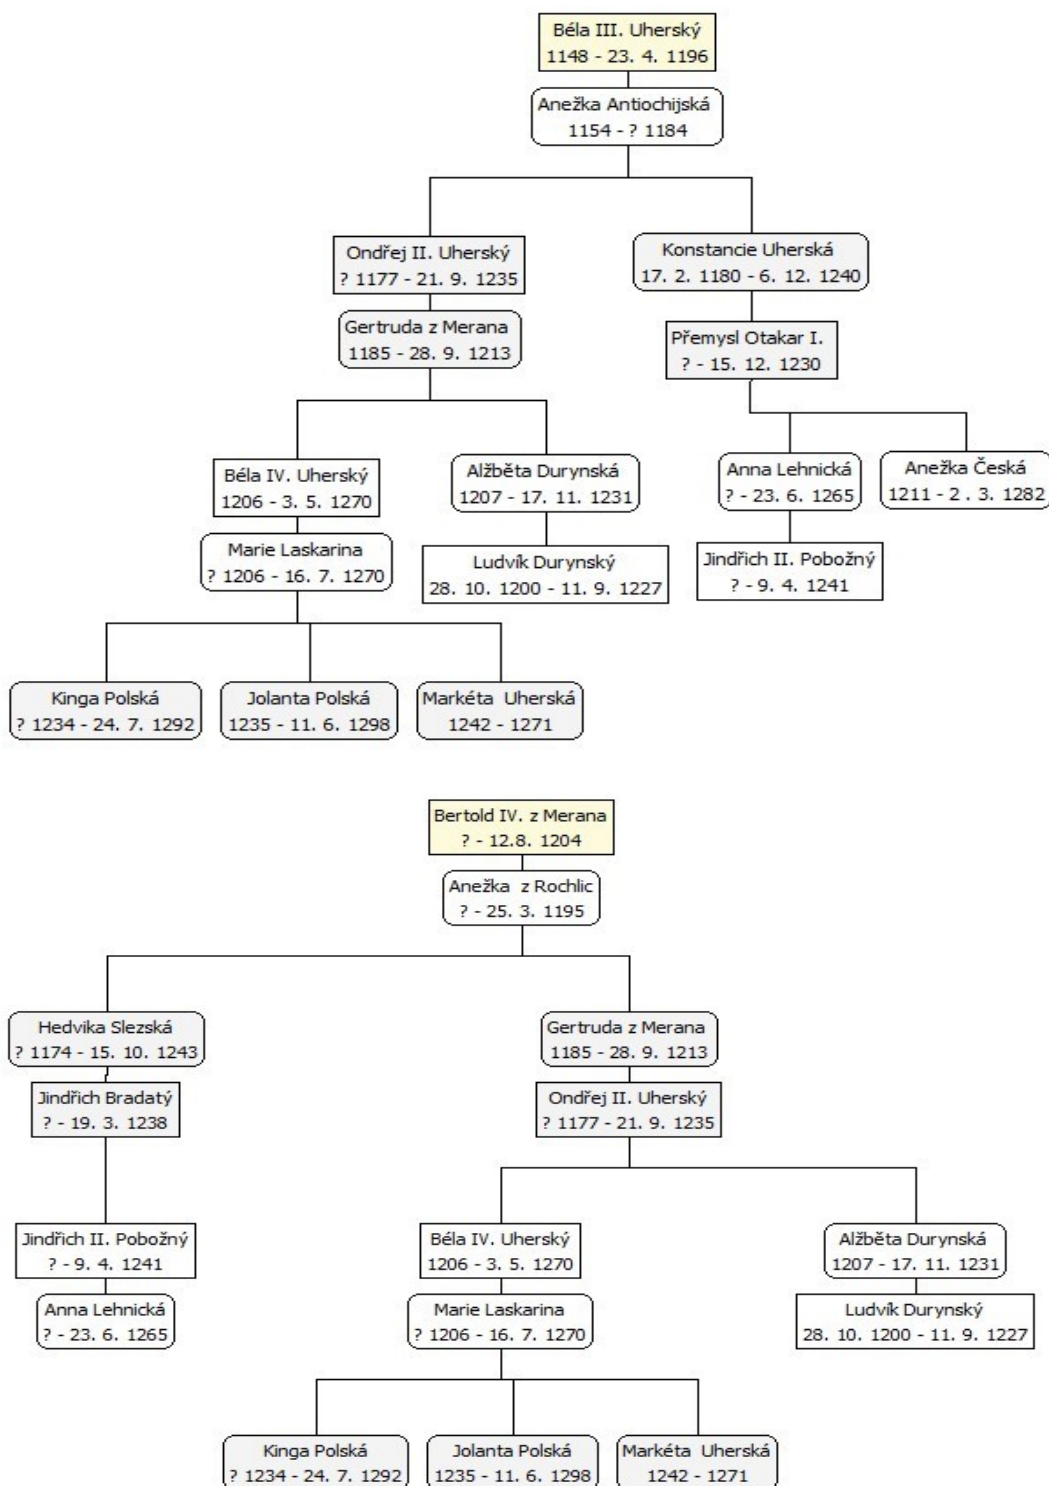 Béla III. Uherský
1148 - 23. 4. 1196
Anežka Antiochijská
1154 - ? 1184
Ondřej II. Uherský
? 1177 - 21. 9. 1235
Konstancie Uherská
17. 2. 1180 - 6. 12. 1240
Gertruda z Merana
1185 - 28. 9. 1213
Přemysl Otakar I.
? - 15. 12. 1230
Béla IV. Uherský
1206 - 3. 5. 1270
Alžběta Durynská
1207 - 17. 11. 1231
Anna Lehnická
? - 23. 6. 1265
Anežka Česká
1211 - 2 . 3. 1282
Marie Laskarina
? 1206 - 16. 7. 1270
Ludvík Durynský
28. 10. 1200 - 11. 9. 1227
Jindřich II. Pobožný
? - 9. 4. 1241
Kinga Polská
? 1234 - 24. 7. 1292
Jolanta Polská
1235 - 11. 6. 1298
Markéta  Uherská
1242 - 1271
Bertold IV. z Merana
? - 12.8. 1204
Anežka  z Rochlic
? - 25. 3. 1195
Hedvika Slezská
? 1174 - 15. 10. 1243
Gertruda z Merana
1185 - 28. 9. 1213
Jindřich Bradatý
? - 19. 3. 1238
Ondřej II. Uherský
? 1177 - 21. 9. 1235
Jindřich II. Pobožný
? - 9. 4. 1241
Béla IV. Uherský
1206 - 3. 5. 1270
Alžběta Durynská
1207 - 17. 11. 1231
Anna Lehnická
? - 23. 6. 1265
Marie Laskarina
? 1206 - 16. 7. 1270
Ludvík Durynský
28. 10. 1200 - 11. 9. 1227
Kinga Polská
? 1234 - 24. 7. 1292
Jolanta Polská
1235 - 11. 6. 1298
Markéta  Uherská
1242 - 1271